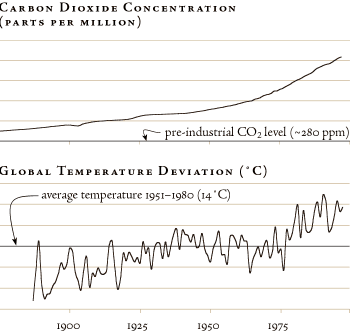 Carbon Dioxide Concentration
(parts per million)
pre-industrial CO₂ level (~280 ppm)
Global Temperature Deviation (°C)
average temperature 1951–1980 (14°C)
1900 1925 1950 1975